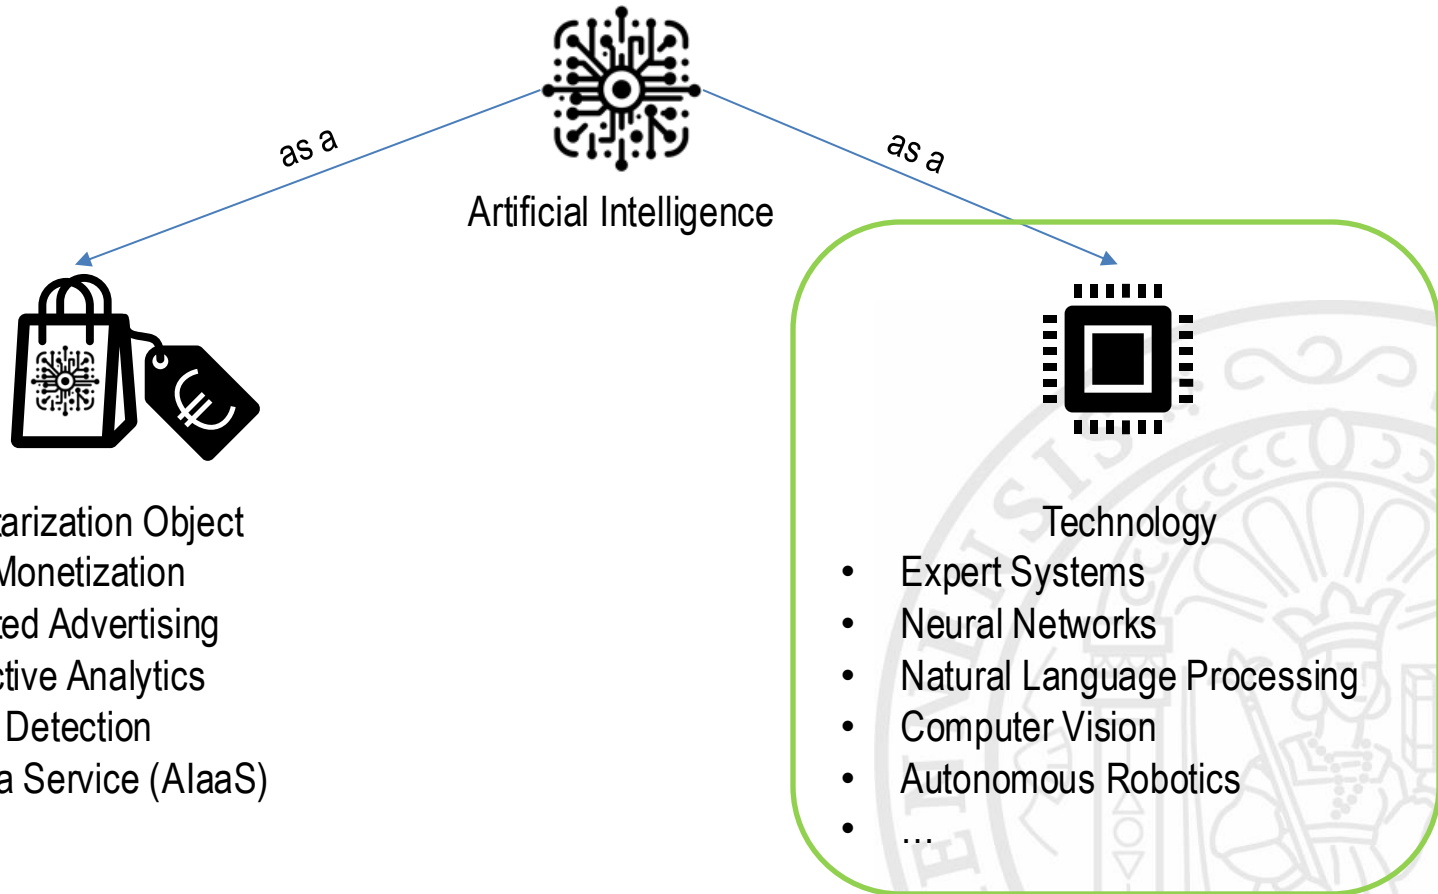 as a
as a
Artificial Intelligence
tarization Object
Monetization
ted Advertising
ctive Analytics
Detection
a Service (AIaaS)
Technology
• Expert Systems
• Neural Networks
• Natural Language Processing
• Computer Vision
• Autonomous Robotics
• …